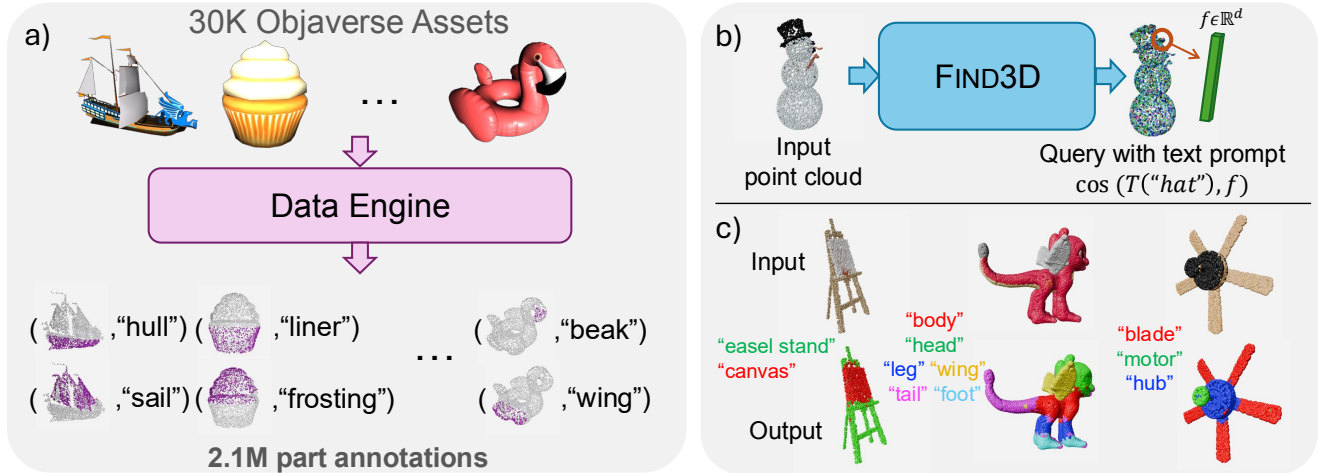 a)
30K Objaverse Assets
...
Data Engine
( ,“hull”) ( ,“liner”) ( ,“beak”)
...
( ,“sail”) ( ,“frosting”) ( ,“wing”)
2.1M part annotations
b)
f ϵ ℝ^d
FIND3D
Input
point cloud
Query with text prompt
cos (T(“hat”), f)
c)
Input
“easel stand”
“canvas”
“body”
“head”
“leg” “wing”
“tail” “foot”
“blade”
“motor”
“hub”
Output